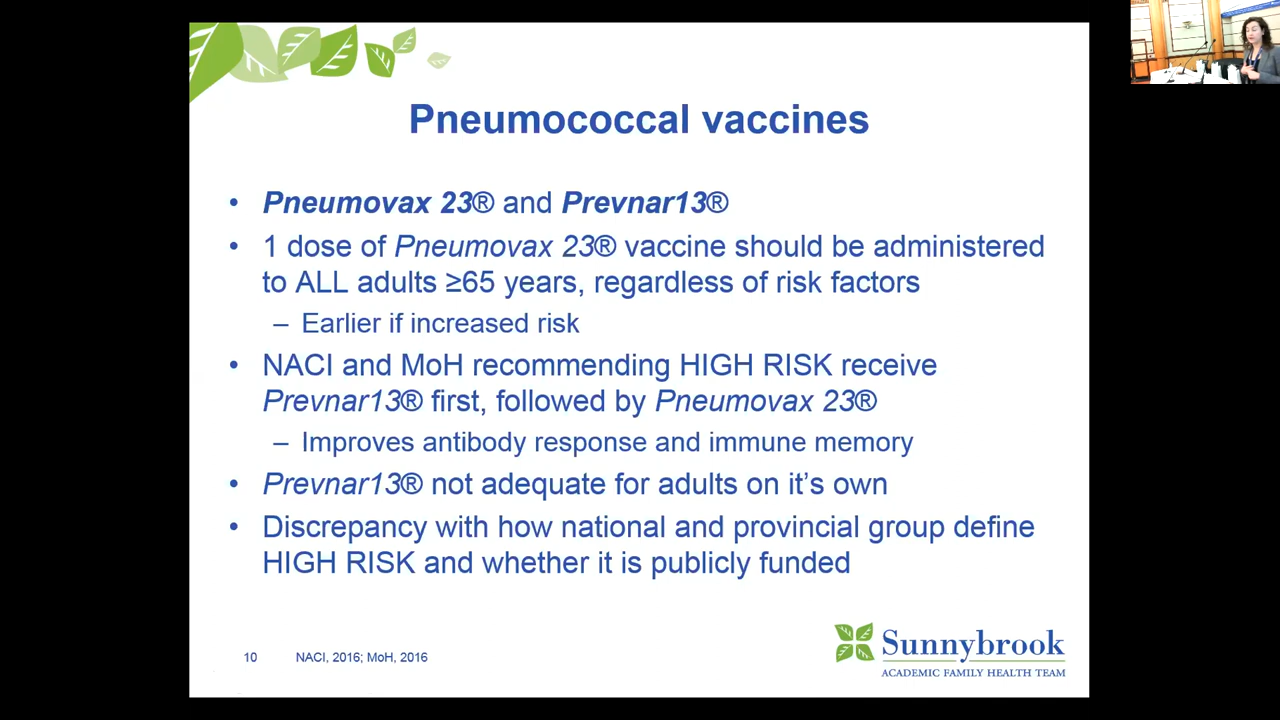 Pneumococcal vaccines
• Pneumovax 23® and Prevnar13®
• 1 dose of Pneumovax 23® vaccine should be administered
to ALL adults ≥65 years, regardless of risk factors
– Earlier if increased risk
• NACI and MoH recommending HIGH RISK receive
Prevnar13® first, followed by Pneumovax 23®
– Improves antibody response and immune memory
• Prevnar13® not adequate for adults on it's own
• Discrepancy with how national and provincial group define
HIGH RISK and whether it is publicly funded
10 NACI, 2016; MoH, 2016
Sunnybrook
ACADEMIC FAMILY HEALTH TEAM